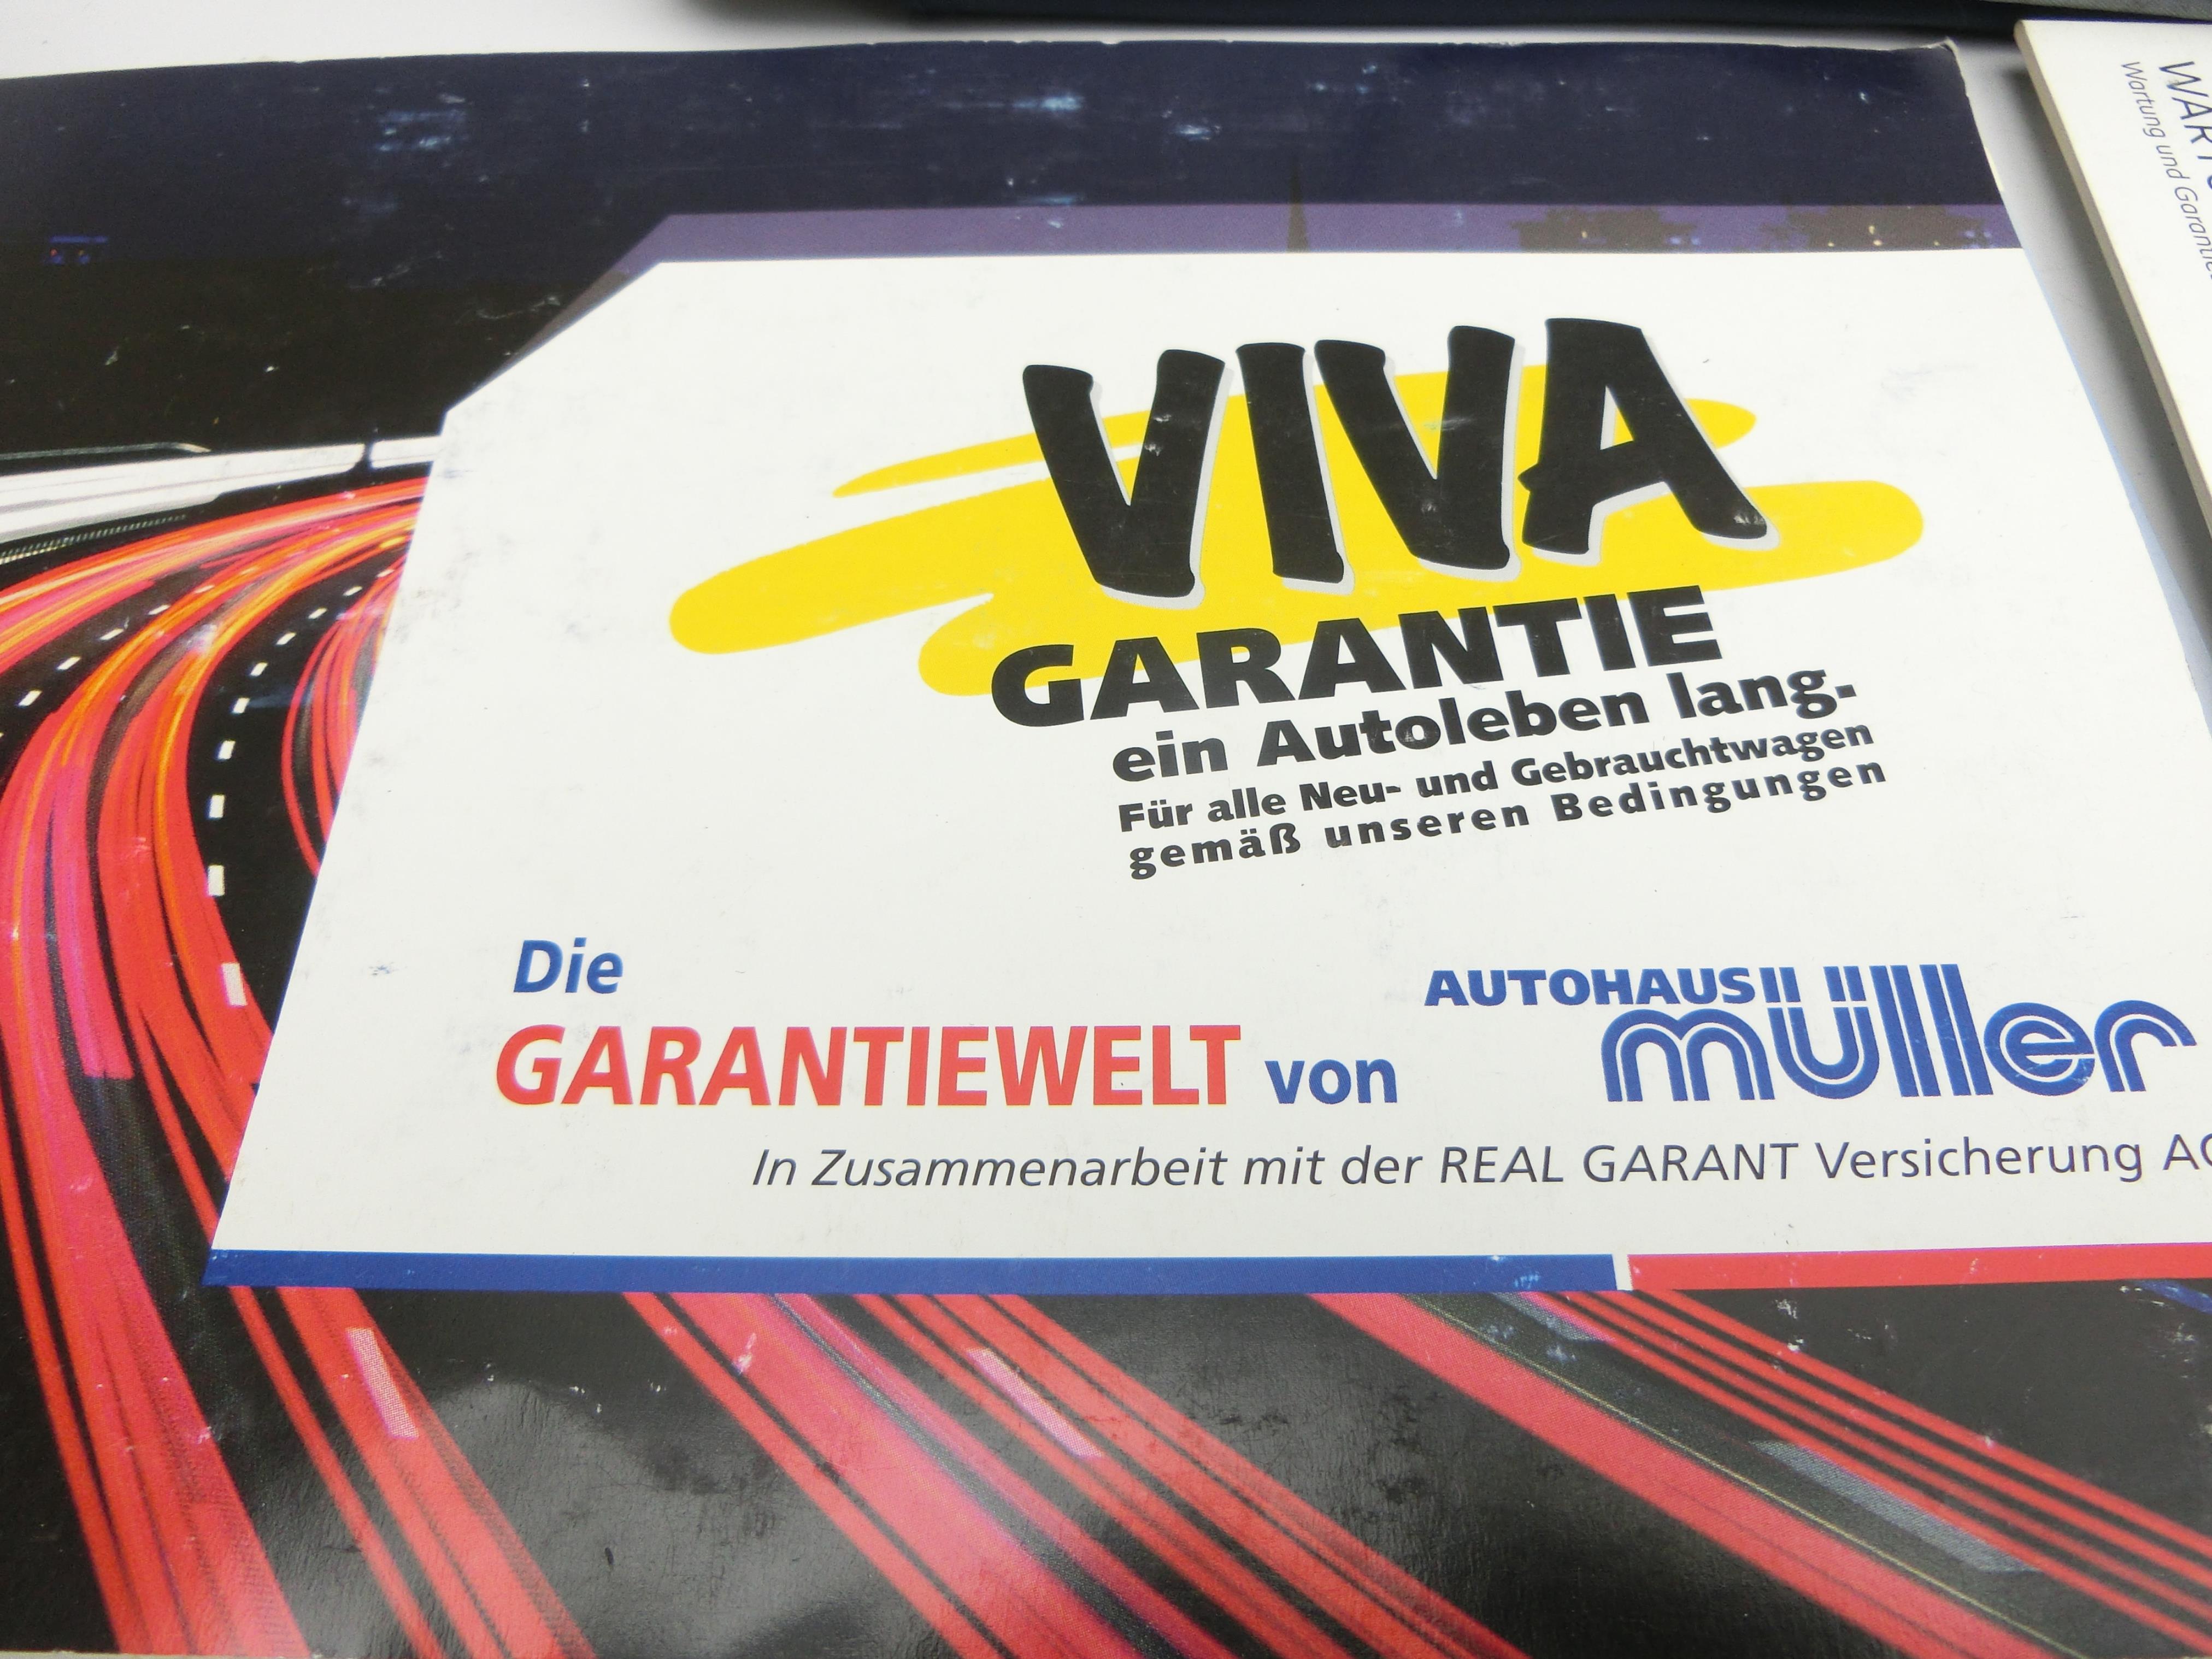 VIVA
GARANTIE
ein Autoleben lang.
Für alle Neu- und Gebrauchtwagen
gemäß unseren Bedingungen
Die
GARANTIEWELT von
AUTOHAUS
müller
In Zusammenarbeit mit der REAL GARANT Versicherung
Wartung und